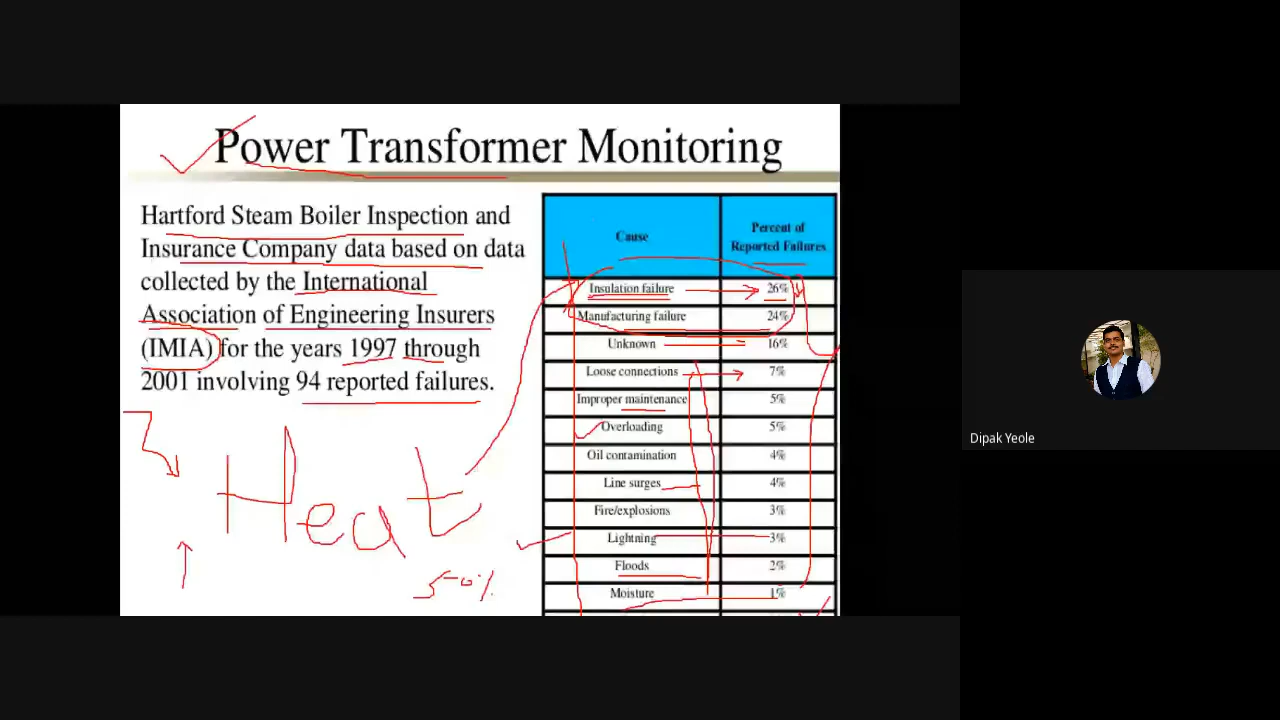 Power Transformer Monitoring
Hartford Steam Boiler Inspection and
Insurance Company data based on data
collected by the International
Association of Engineering Insurers
(IMIA) for the years 1997 through
2001 involving 94 reported failures.
Heat
50%
Cause Percent of Reported Failures
Insulation failure 26%
Manufacturing failure 24%
Unknown 16%
Loose connections 7%
Improper maintenance 5%
Overloading 5%
Oil contamination 4%
Line surges 4%
Fire/explosions 3%
Lightning 3%
Floods 2%
Moisture 1%
Dipak Yeole